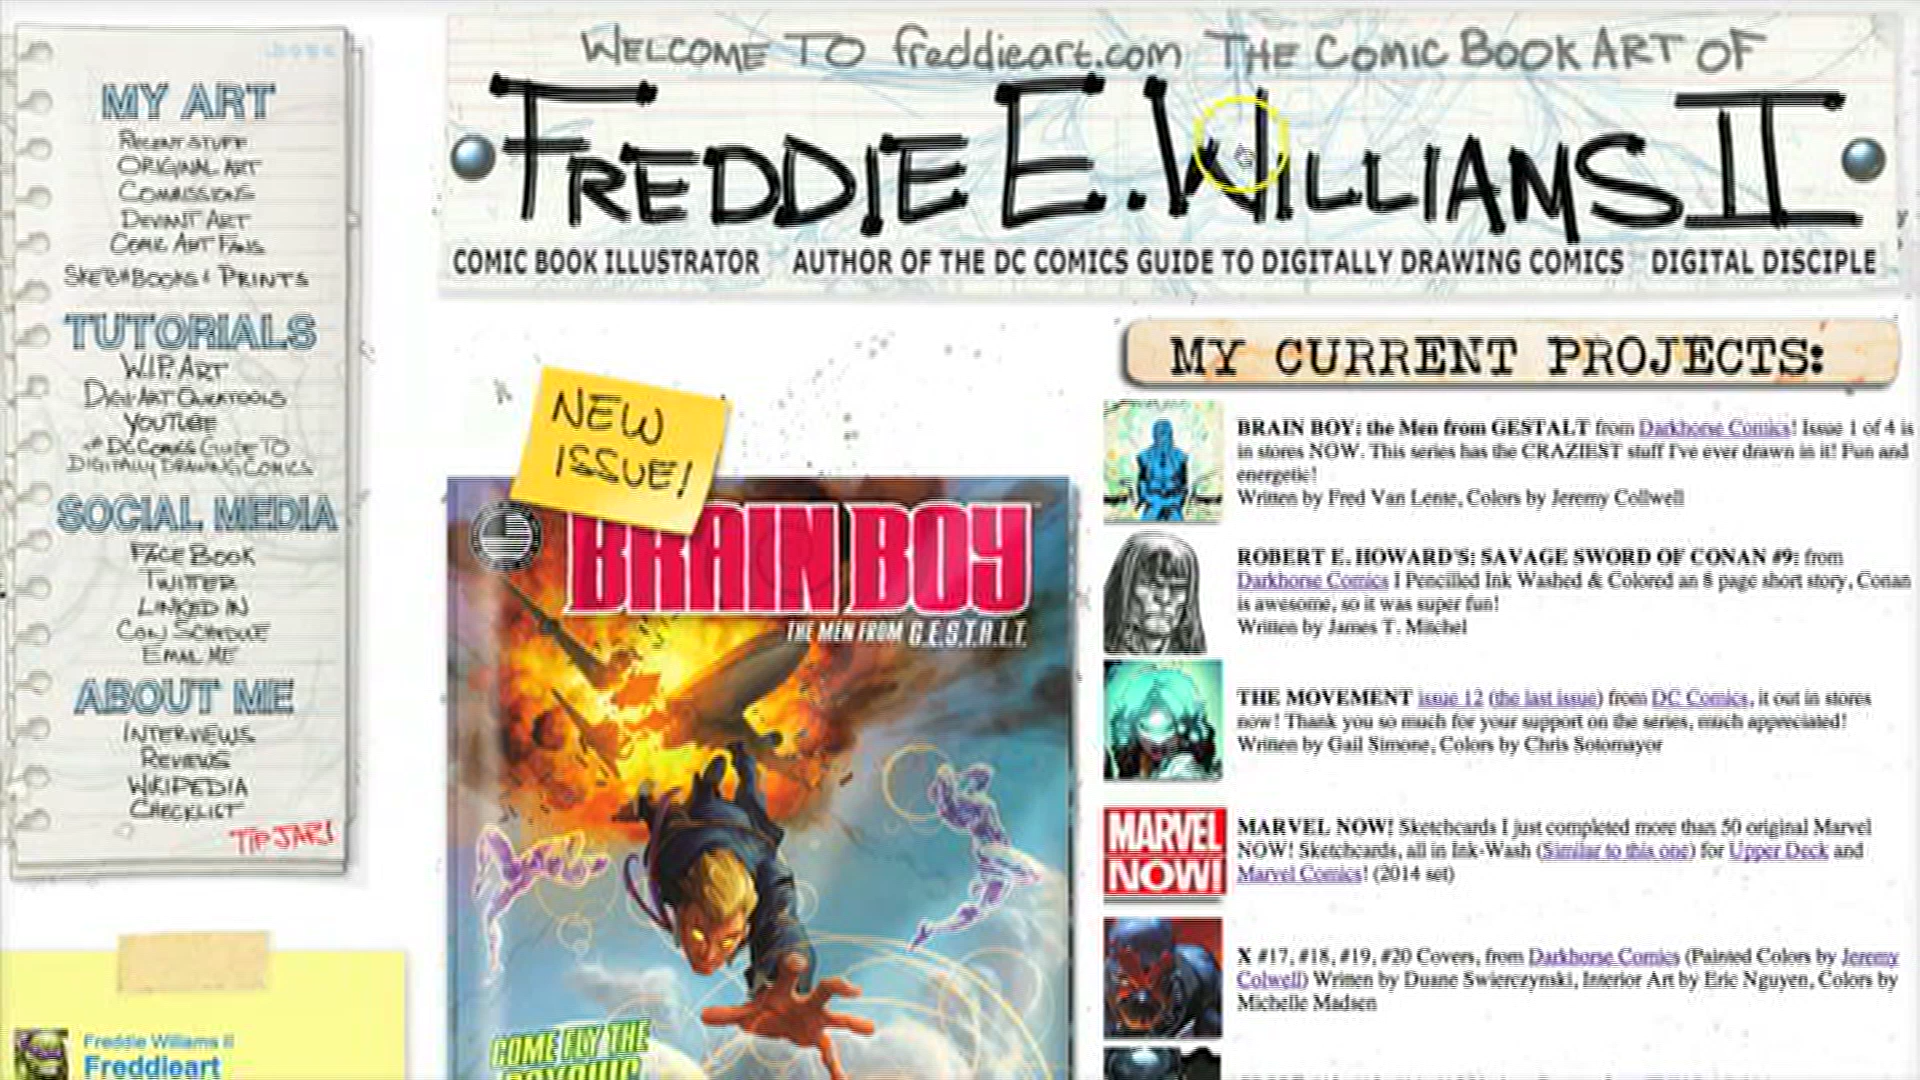 HOME
MY ART
RECENT STUFF
ORIGINAL ART
COMMISSIONS
DEVIANT ART
COMIC ART FANS
SKETCHBOOKS & PRINTS
TUTORIALS
W.I.P. ART
DIGI-ART QUICKTOOLS
YOUTUBE
DC COMICS GUIDE TO
DIGITALLY DRAWING COMICS
SOCIAL MEDIA
FACE BOOK
TWITTER
LINKED IN
CON SCHEDULE
EMAIL ME
ABOUT ME
INTERVIEWS
REVIEWS
WIKIPEDIA
CHECKLIST
TIP JAR!
Freddie Williams II
Freddieart
WELCOME TO freddieart.com THE COMIC BOOK ART OF
FREDDIE E. WILLIAMS II
COMIC BOOK ILLUSTRATOR AUTHOR OF THE DC COMICS GUIDE TO DIGITALLY DRAWING COMICS DIGITAL DISCIPLE
NEW
ISSUE!
BRAIN BOY
THE MEN FROM G.E.S.T.A.L.T.
COME FLY THE
PSYCHIC
MY CURRENT PROJECTS:
BRAIN BOY: the Men from GESTALT from Darkhorse Comics! Issue 1 of 4 is
in stores NOW. This series has the CRAZIEST stuff I've ever drawn in it! Fun and
energetic!
Written by Fred Van Lente, Colors by Jeremy Collwell
ROBERT E. HOWARD'S: SAVAGE SWORD OF CONAN #9: from
Darkhorse Comics I Pencilled Ink Washed & Colored an 8 page short story, Conan
is awesome, so it was super fun!
Written by James T. Mitchel
THE MOVEMENT issue 12 (the last issue) from DC Comics, it out in stores
now! Thank you so much for your support on the series, much appreciated!
Written by Gail Simone, Colors by Chris Sotomayor
MARVEL
NOW!
MARVEL NOW! Sketchcards I just completed more than 50 original Marvel
NOW! Sketchcards, all in Ink-Wash (Similar to this one) for Upper Deck and
Marvel Comics! (2014 set)
X #17, #18, #19, #20 Covers, from Darkhorse Comics (Painted Colors by Jeremy
Colwell) Written by Duane Swierczynski, Interior Art by Eric Nguyen, Colors by
Michelle Madsen